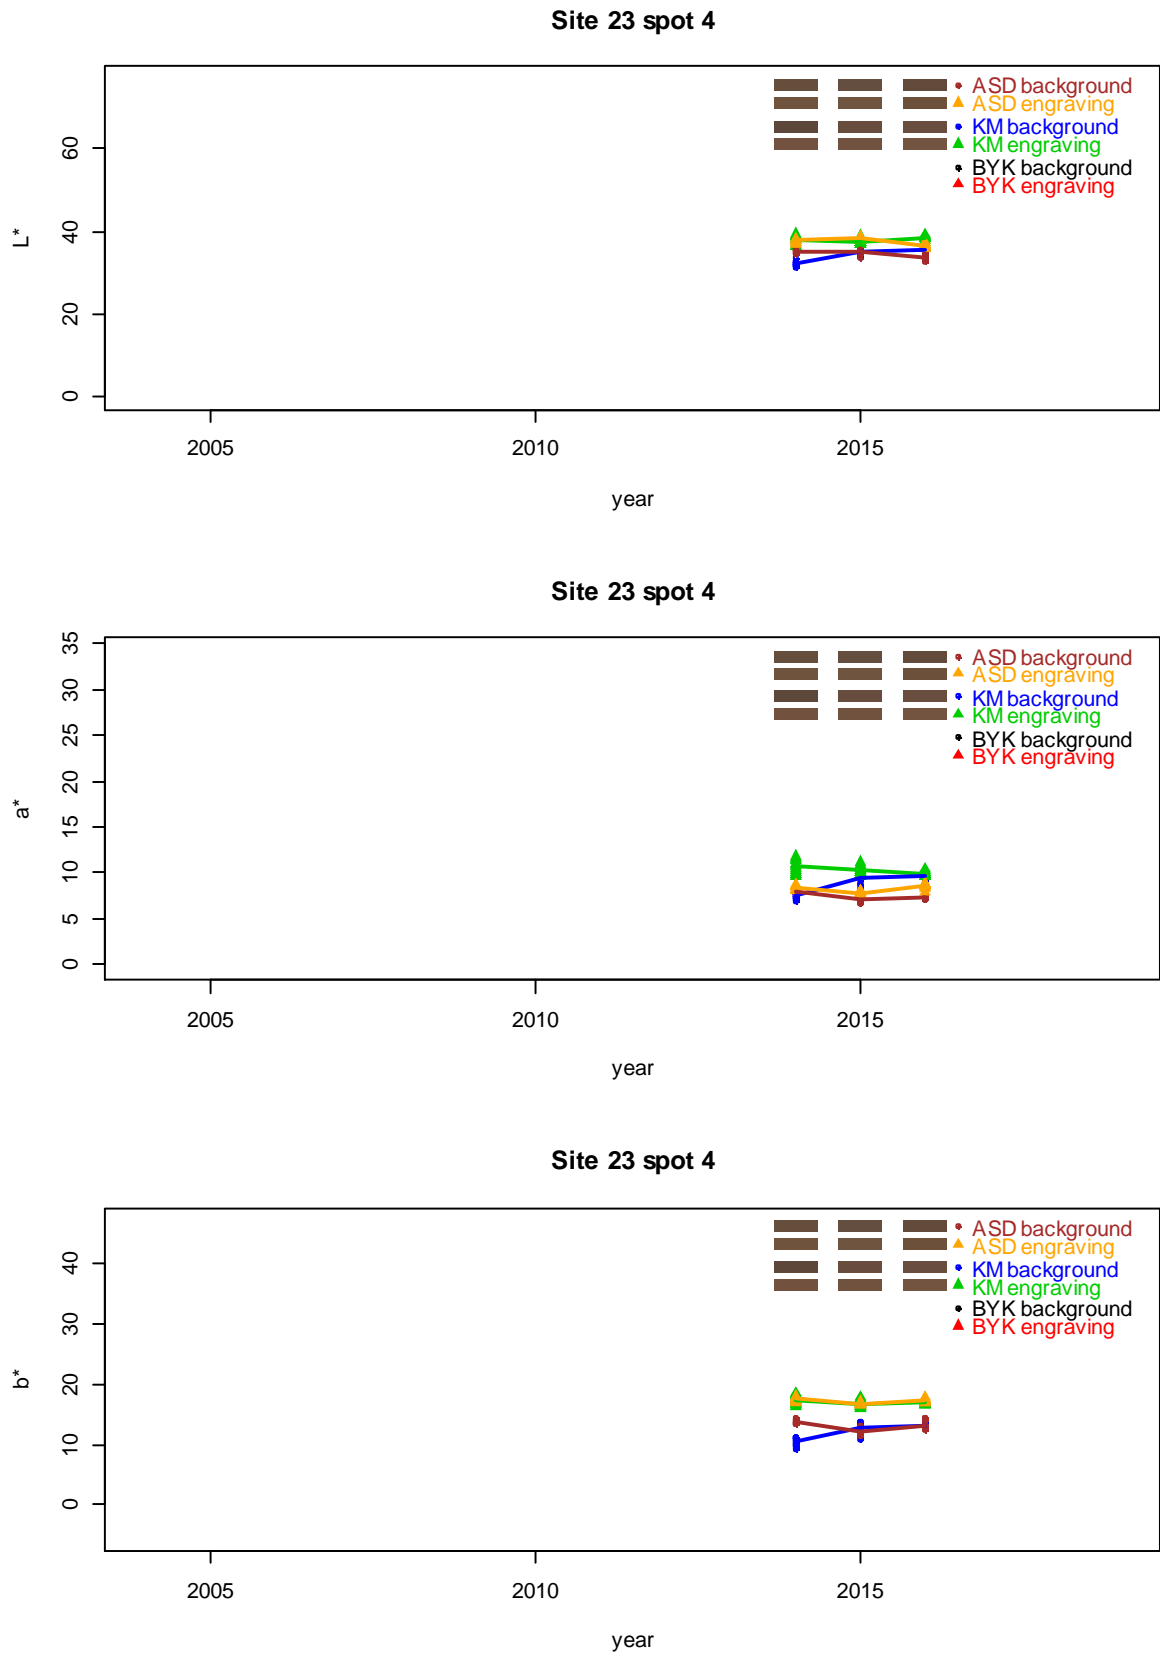 Site 23 spot 4
L*
60
40
20
0
ASD background
ASD engraving
KM background
KM engraving
BYK background
BYK engraving
2005 2010 2015
year
Site 23 spot 4
a*
35
30
25
20
15
10
5
0
ASD background
ASD engraving
KM background
KM engraving
BYK background
BYK engraving
2005 2010 2015
year
Site 23 spot 4
b*
40
30
20
10
0
ASD background
ASD engraving
KM background
KM engraving
BYK background
BYK engraving
2005 2010 2015
year